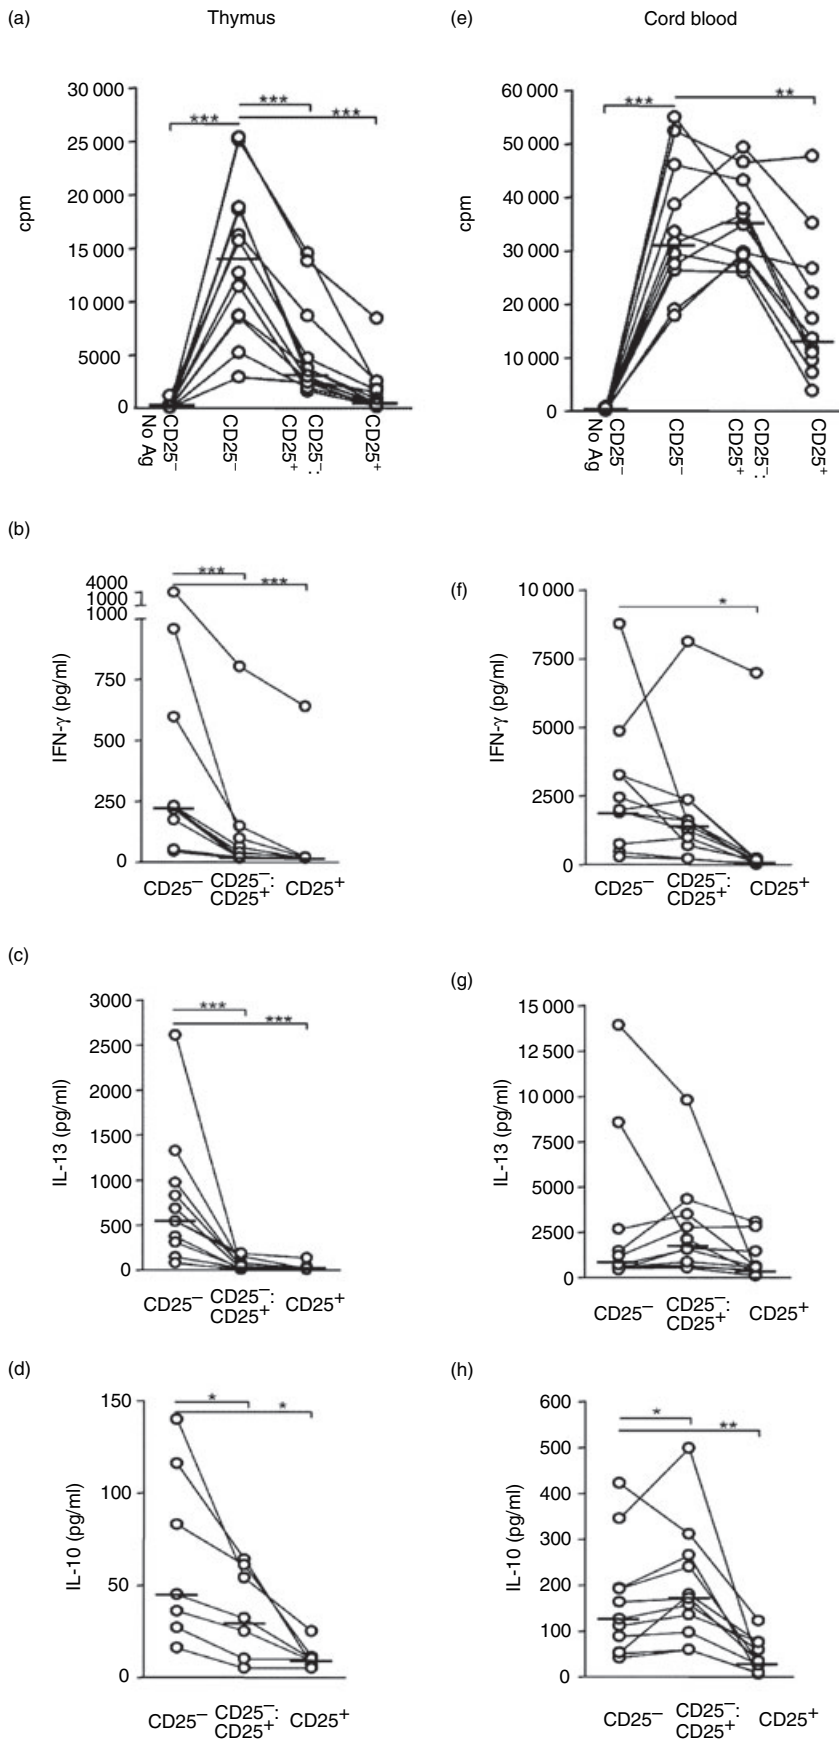 (a)
Thymus
30 000
25 000
20 000
15 000
10 000
5000
0
cpm
***
***
***
No Ag
CD25⁻
CD25⁻
CD25⁻:
CD25⁺
CD25⁺
(e)
Cord blood
60 000
50 000
40 000
30 000
20 000
10 000
0
cpm
***
**
No Ag
CD25⁻
CD25⁻
CD25⁻:
CD25⁺
CD25⁺
(b)
4000
1000
1000
750
500
250
0
IFN-γ (pg/ml)
***
***
CD25⁻
CD25⁻:
CD25⁺
CD25⁺
(f)
10 000
7500
5000
2500
0
IFN-γ (pg/ml)
*
CD25⁻
CD25⁻:
CD25⁺
CD25⁺
(c)
3000
2500
2000
1500
1000
500
0
IL-13 (pg/ml)
***
***
CD25⁻
CD25⁻:
CD25⁺
CD25⁺
(g)
15 000
12 500
10 000
7500
5000
2500
0
IL-13 (pg/ml)
CD25⁻
CD25⁻:
CD25⁺
CD25⁺
(d)
150
100
50
0
IL-10 (pg/ml)
*
*
CD25⁻
CD25⁻:
CD25⁺
CD25⁺
(h)
600
500
400
300
200
100
0
IL-10 (pg/ml)
*
**
CD25⁻
CD25⁻:
CD25⁺
CD25⁺